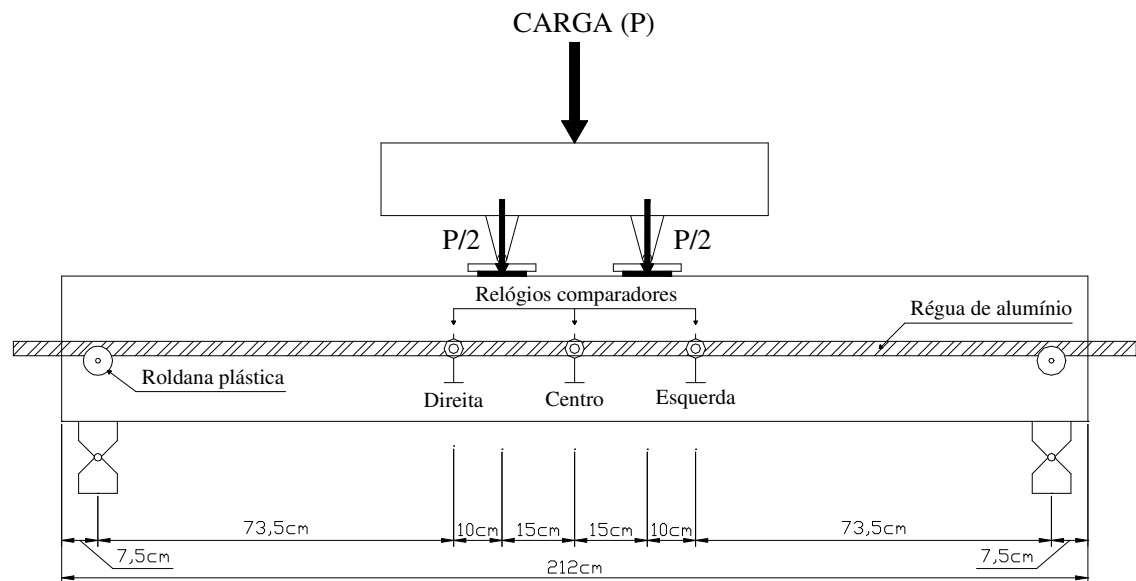 CARGA (P)
P/2
P/2
Relógios comparadores
Régua de alumínio
Roldana plástica
Direita
Centro
Esquerda
73,5cm
10cm
15cm
15cm
10cm
73,5cm
7,5cm
7,5cm
212cm